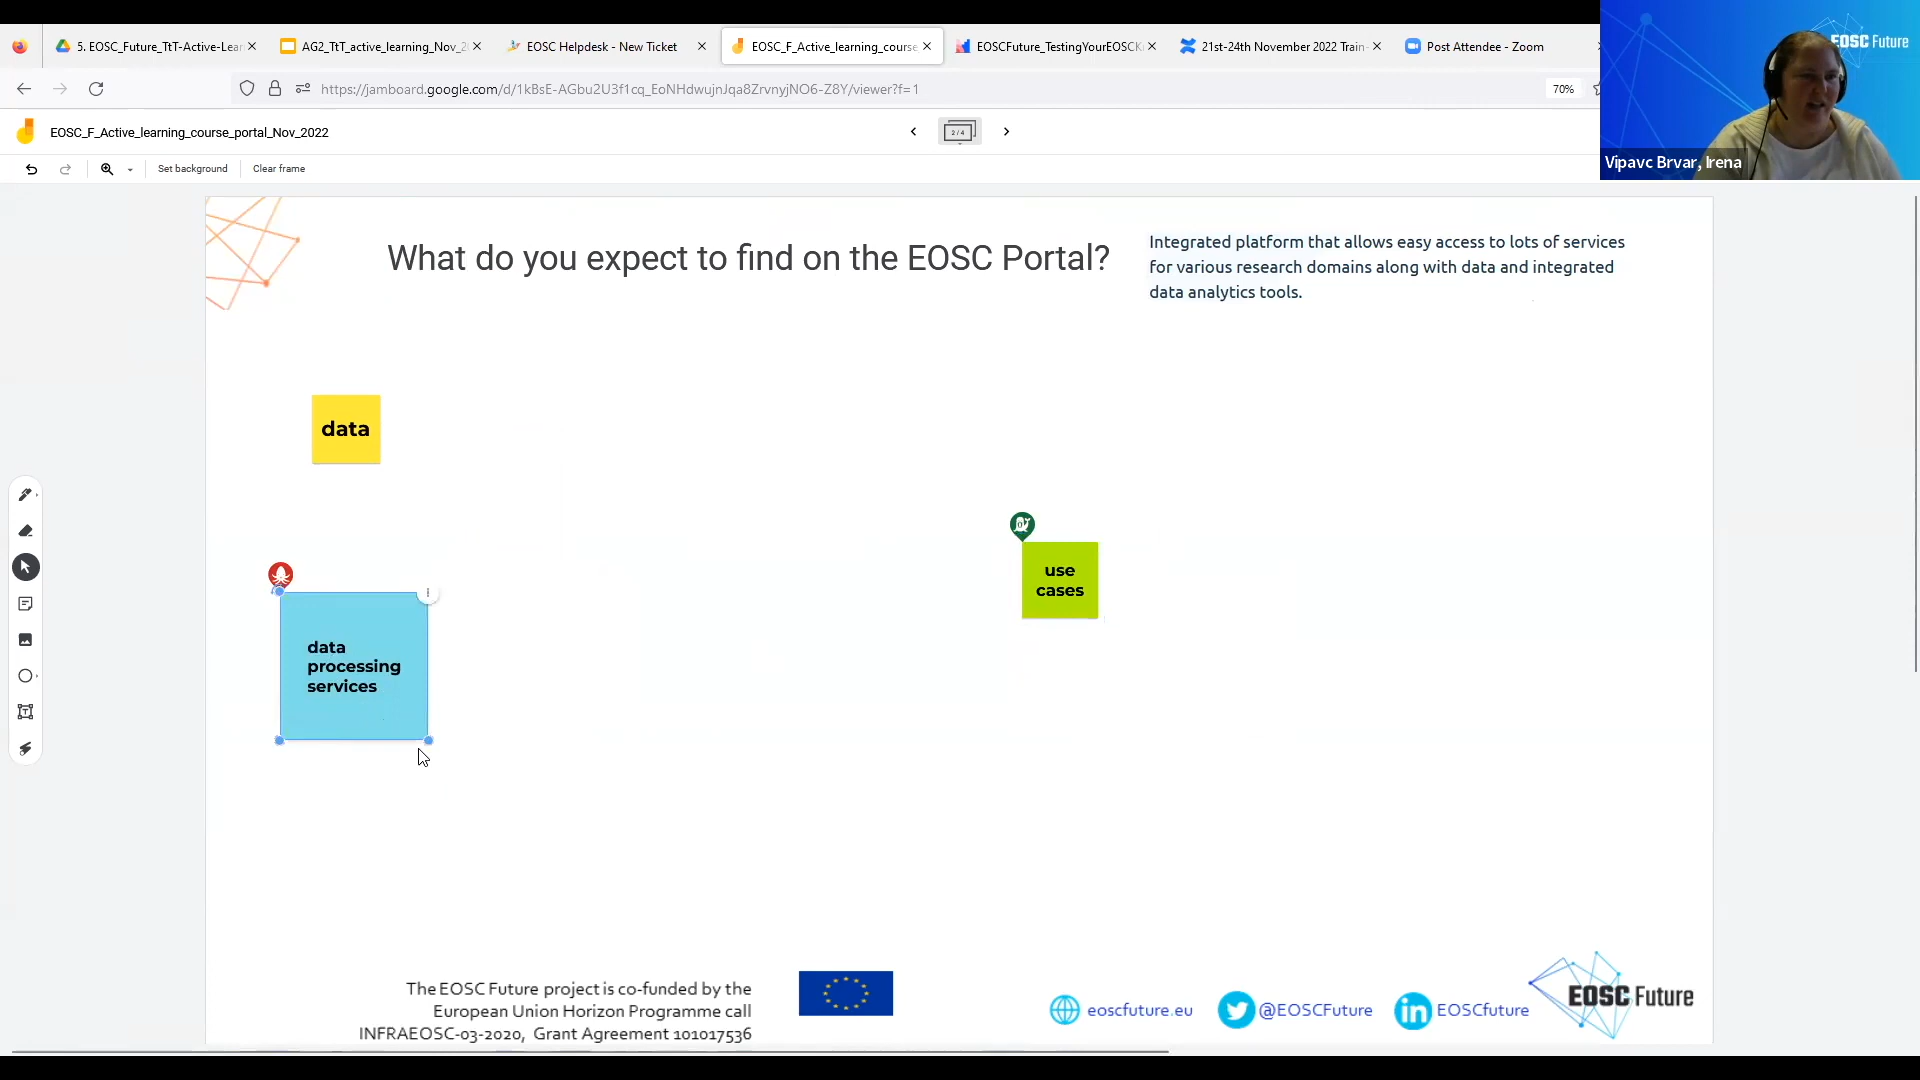 5. EOSC_Future_TtT-Active-Lear
AG2_TtT_active_learning_Nov_2
EOSC Helpdesk - New Ticket
EOSC_F_Active_learning_course
EOSCFuture_TestingYourEOSCK
21st-24th November 2022 Train
Post Attendee - Zoom
https://jamboard.google.com/d/1kBsE-AGbu2U3f1cq_EoNHdwujnJqa8ZrvnyjNO6-Z8Y/viewer?f=1
70%
EOSC Future
Vipavc Brvar, Irena
EOSC_F_Active_learning_course_portal_Nov_2022
2 / 4
Set background
Clear frame
What do you expect to find on the EOSC Portal?
Integrated platform that allows easy access to lots of services
for various research domains along with data and integrated
data analytics tools.
data
use
cases
data
processing
services
The EOSC Future project is co-funded by the
European Union Horizon Programme call
INFRAEOSC-03-2020, Grant Agreement 101017536
eoscfuture.eu
@EOSCFuture
EOSCfuture
EOSC Future